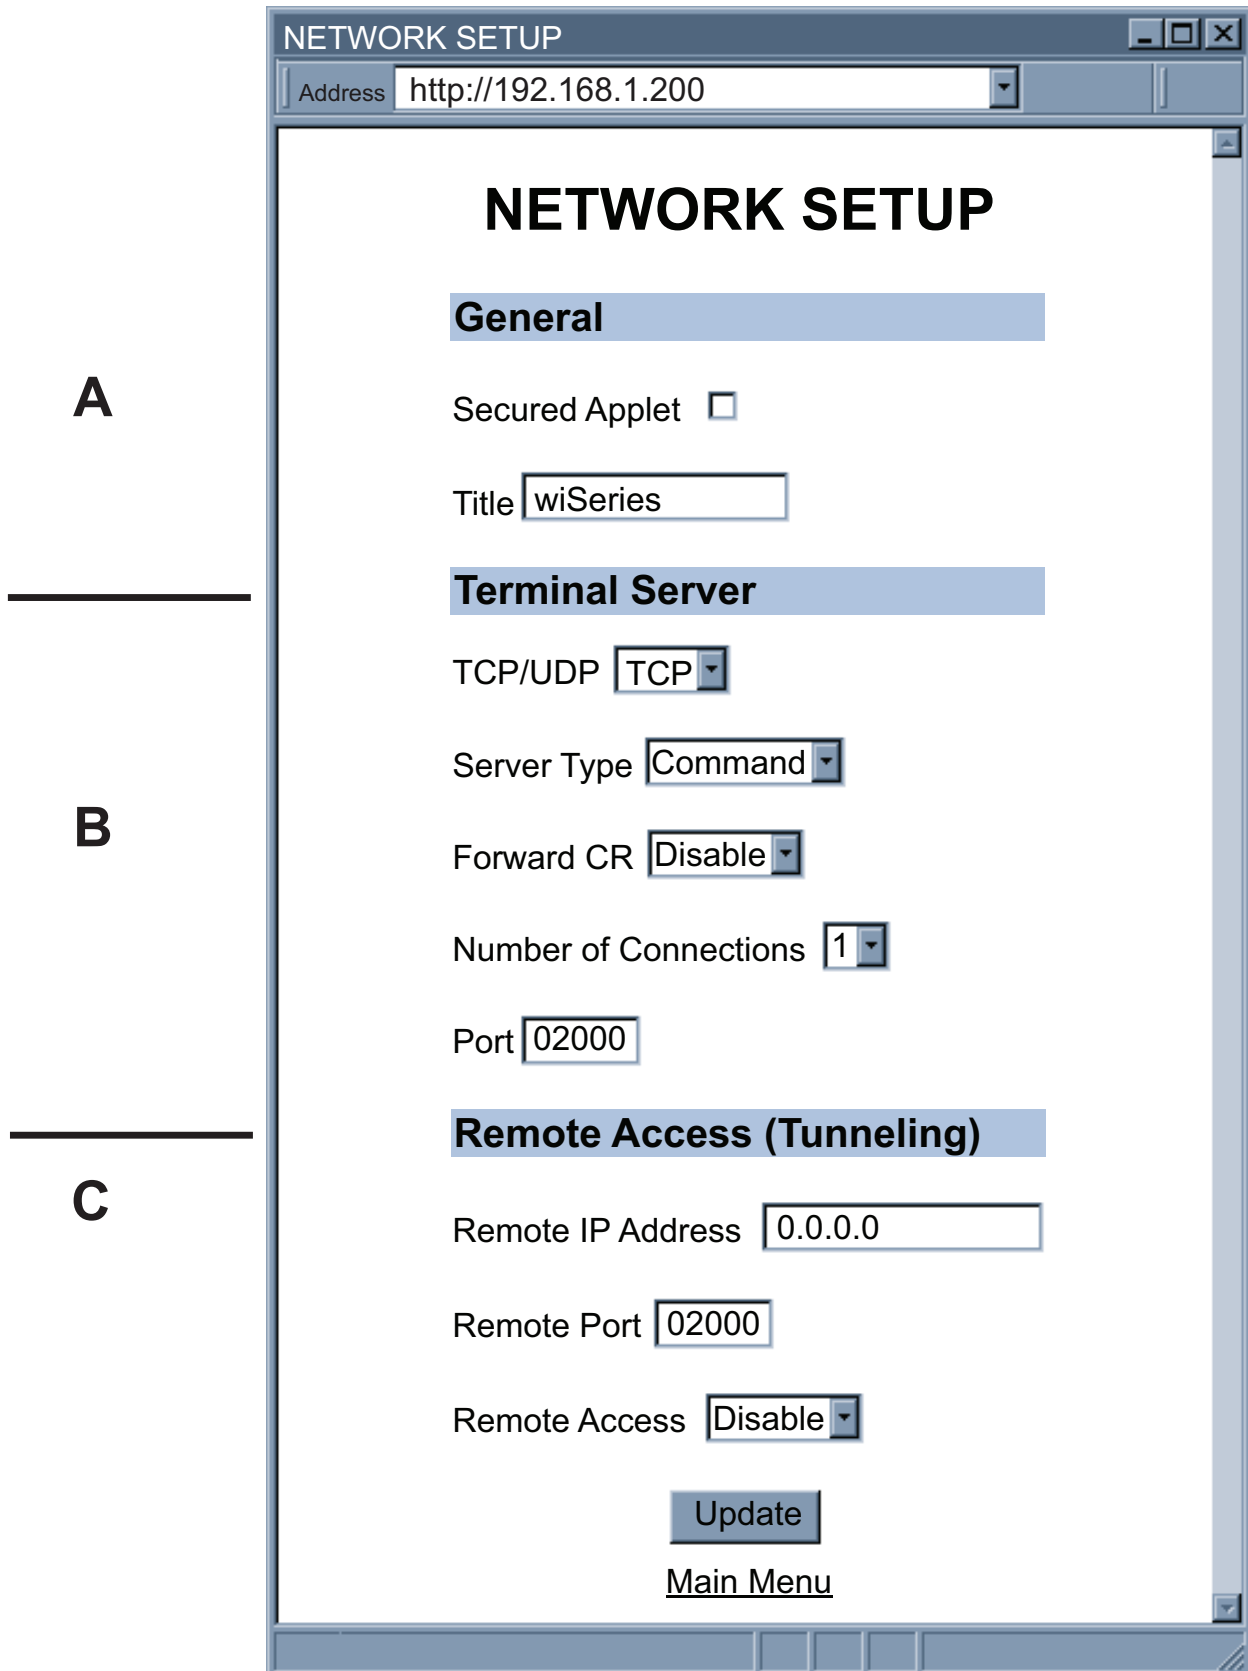 NETWORK SETUP
Address http://192.168.1.200
NETWORK SETUP
General
A
Secured Applet
Title wiSeries
Terminal Server
TCP/UDP TCP
Server Type Command
B
Forward CR Disable
Number of Connections 1
Port 02000
Remote Access (Tunneling)
C
Remote IP Address 0.0.0.0
Remote Port 02000
Remote Access Disable
Update
Main Menu